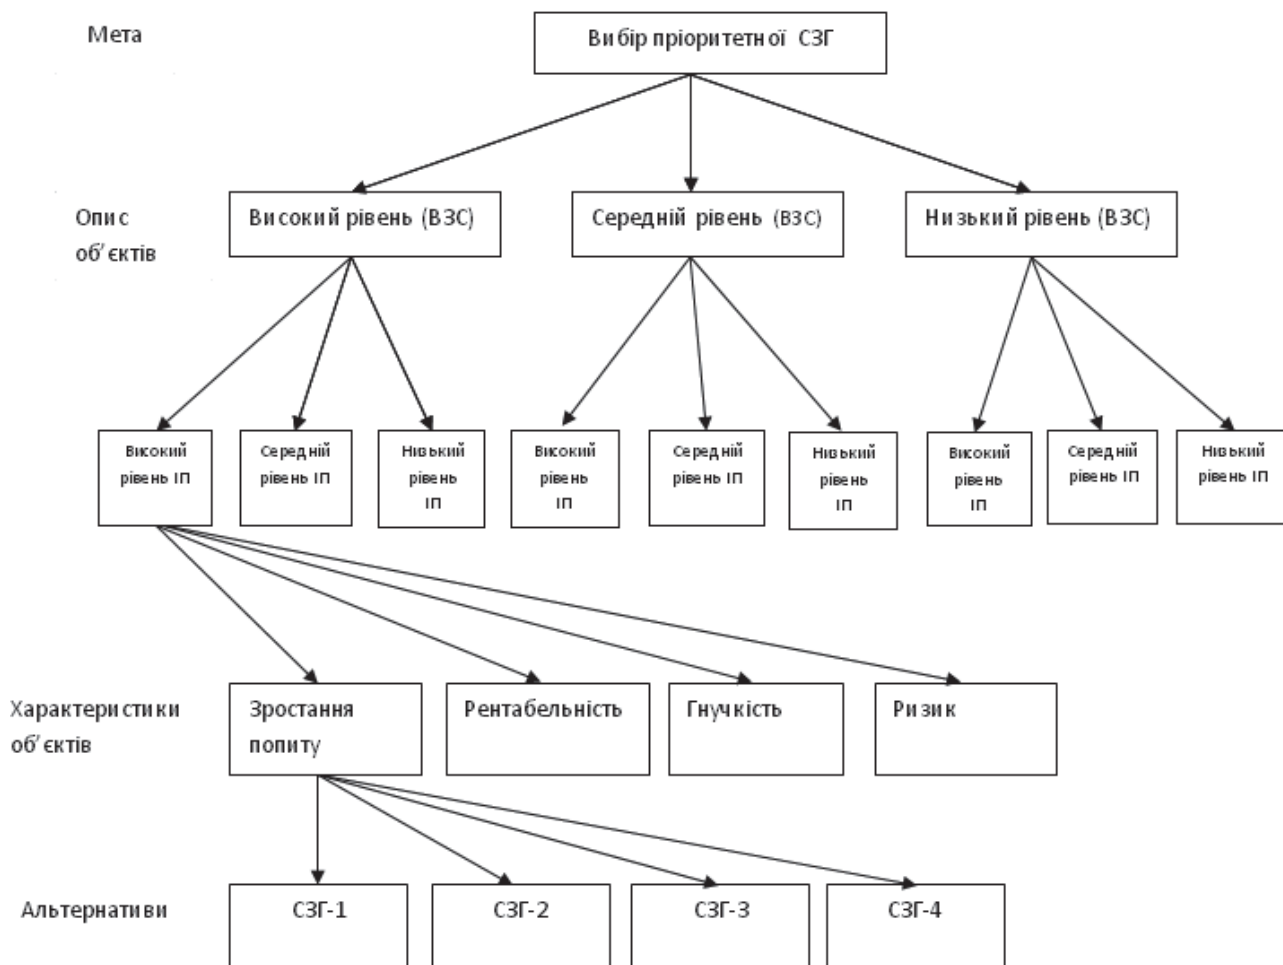 Мета
Вибір пріоритетної СЗГ
Опис
об’єктів
Високий рівень (ВЗС)
Середній рівень (ВЗС)
Низький рівень (ВЗС)
Високий
рівень ІП
Середній
рівень ІП
Низький
рівень
ІП
Високий
рівень
ІП
Середній
рівень ІП
Низький
рівень
ІП
Високий
рівень
ІП
Середній
рівень ІП
Низький
рівень ІП
Характеристики
об’єктів
Зростання
попиту
Рентабельність
Гнучкість
Ризик
Альтернативи
СЗГ-1
СЗГ-2
СЗГ-3
СЗГ-4